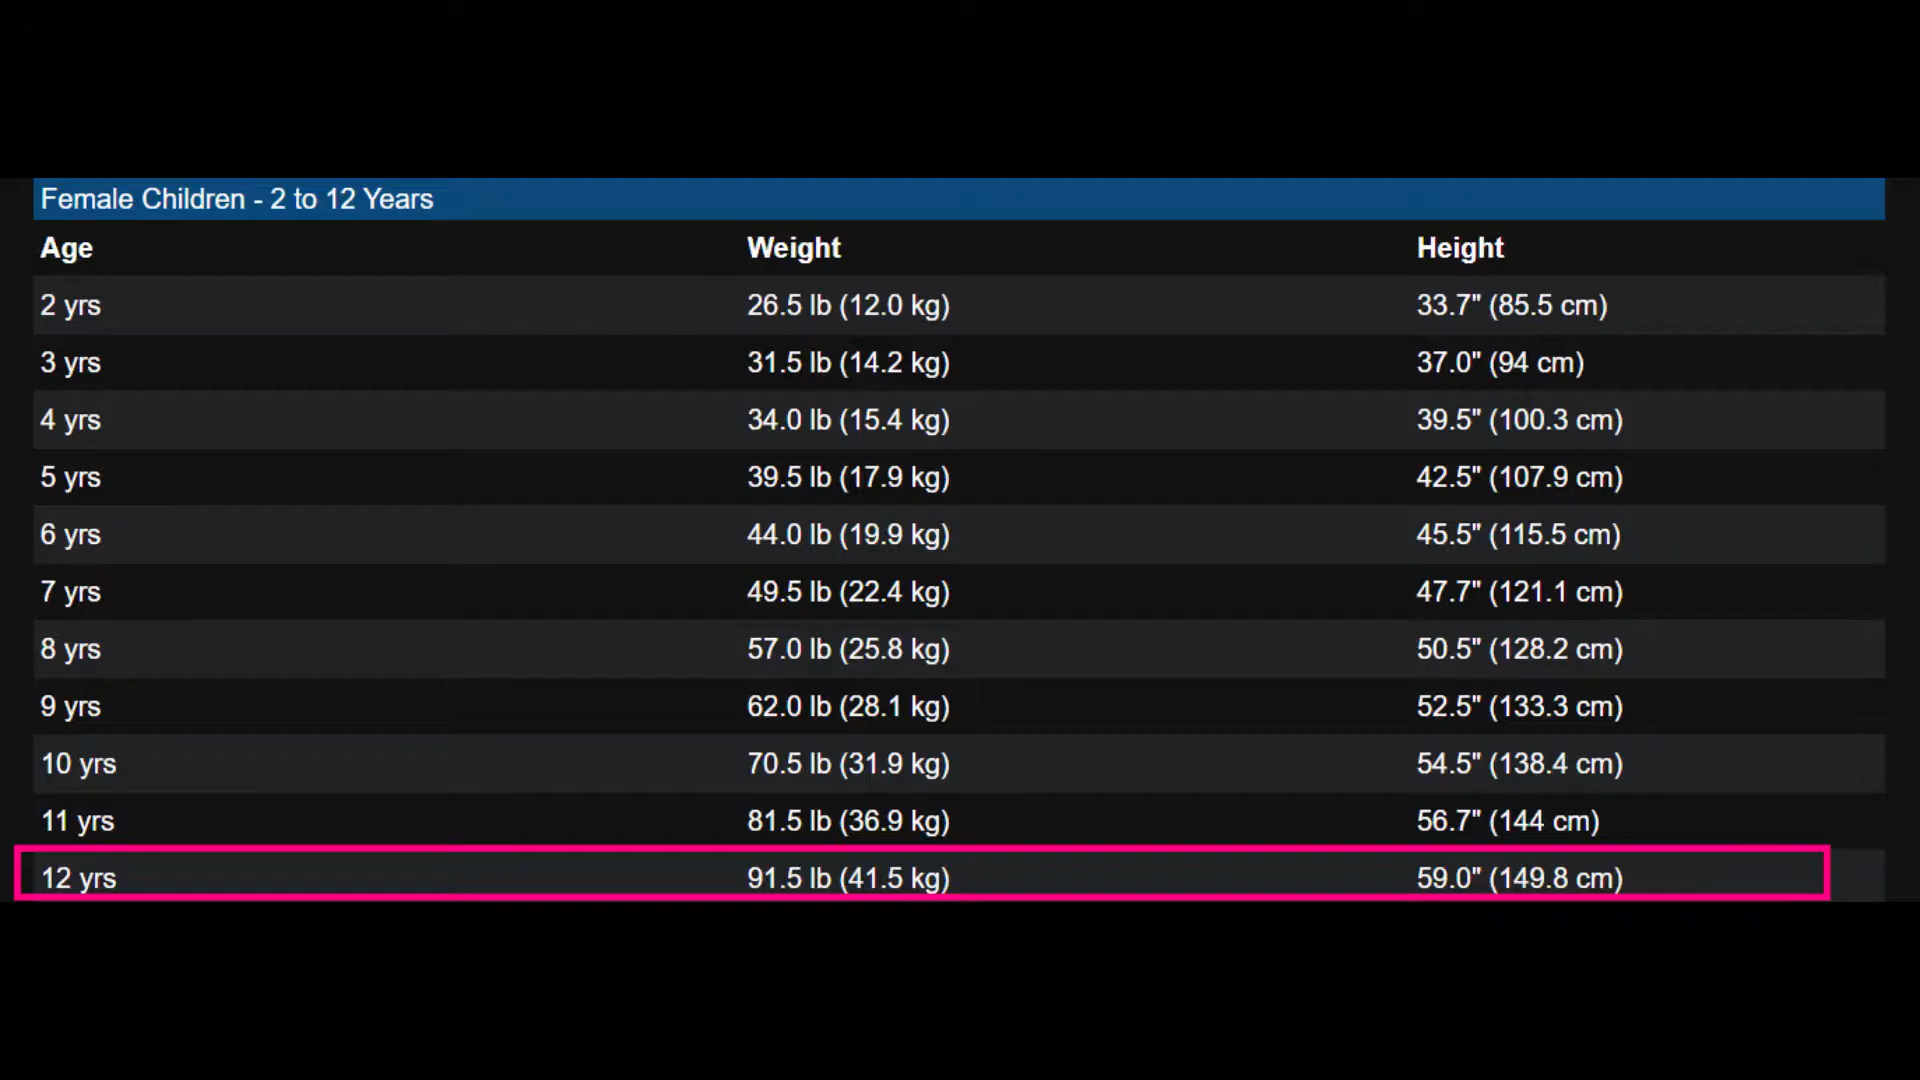 Female Children - 2 to 12 Years
Age Weight Height
2 yrs 26.5 lb (12.0 kg) 33.7" (85.5 cm)
3 yrs 31.5 lb (14.2 kg) 37.0" (94 cm)
4 yrs 34.0 lb (15.4 kg) 39.5" (100.3 cm)
5 yrs 39.5 lb (17.9 kg) 42.5" (107.9 cm)
6 yrs 44.0 lb (19.9 kg) 45.5" (115.5 cm)
7 yrs 49.5 lb (22.4 kg) 47.7" (121.1 cm)
8 yrs 57.0 lb (25.8 kg) 50.5" (128.2 cm)
9 yrs 62.0 lb (28.1 kg) 52.5" (133.3 cm)
10 yrs 70.5 lb (31.9 kg) 54.5" (138.4 cm)
11 yrs 81.5 lb (36.9 kg) 56.7" (144 cm)
12 yrs 91.5 lb (41.5 kg) 59.0" (149.8 cm)